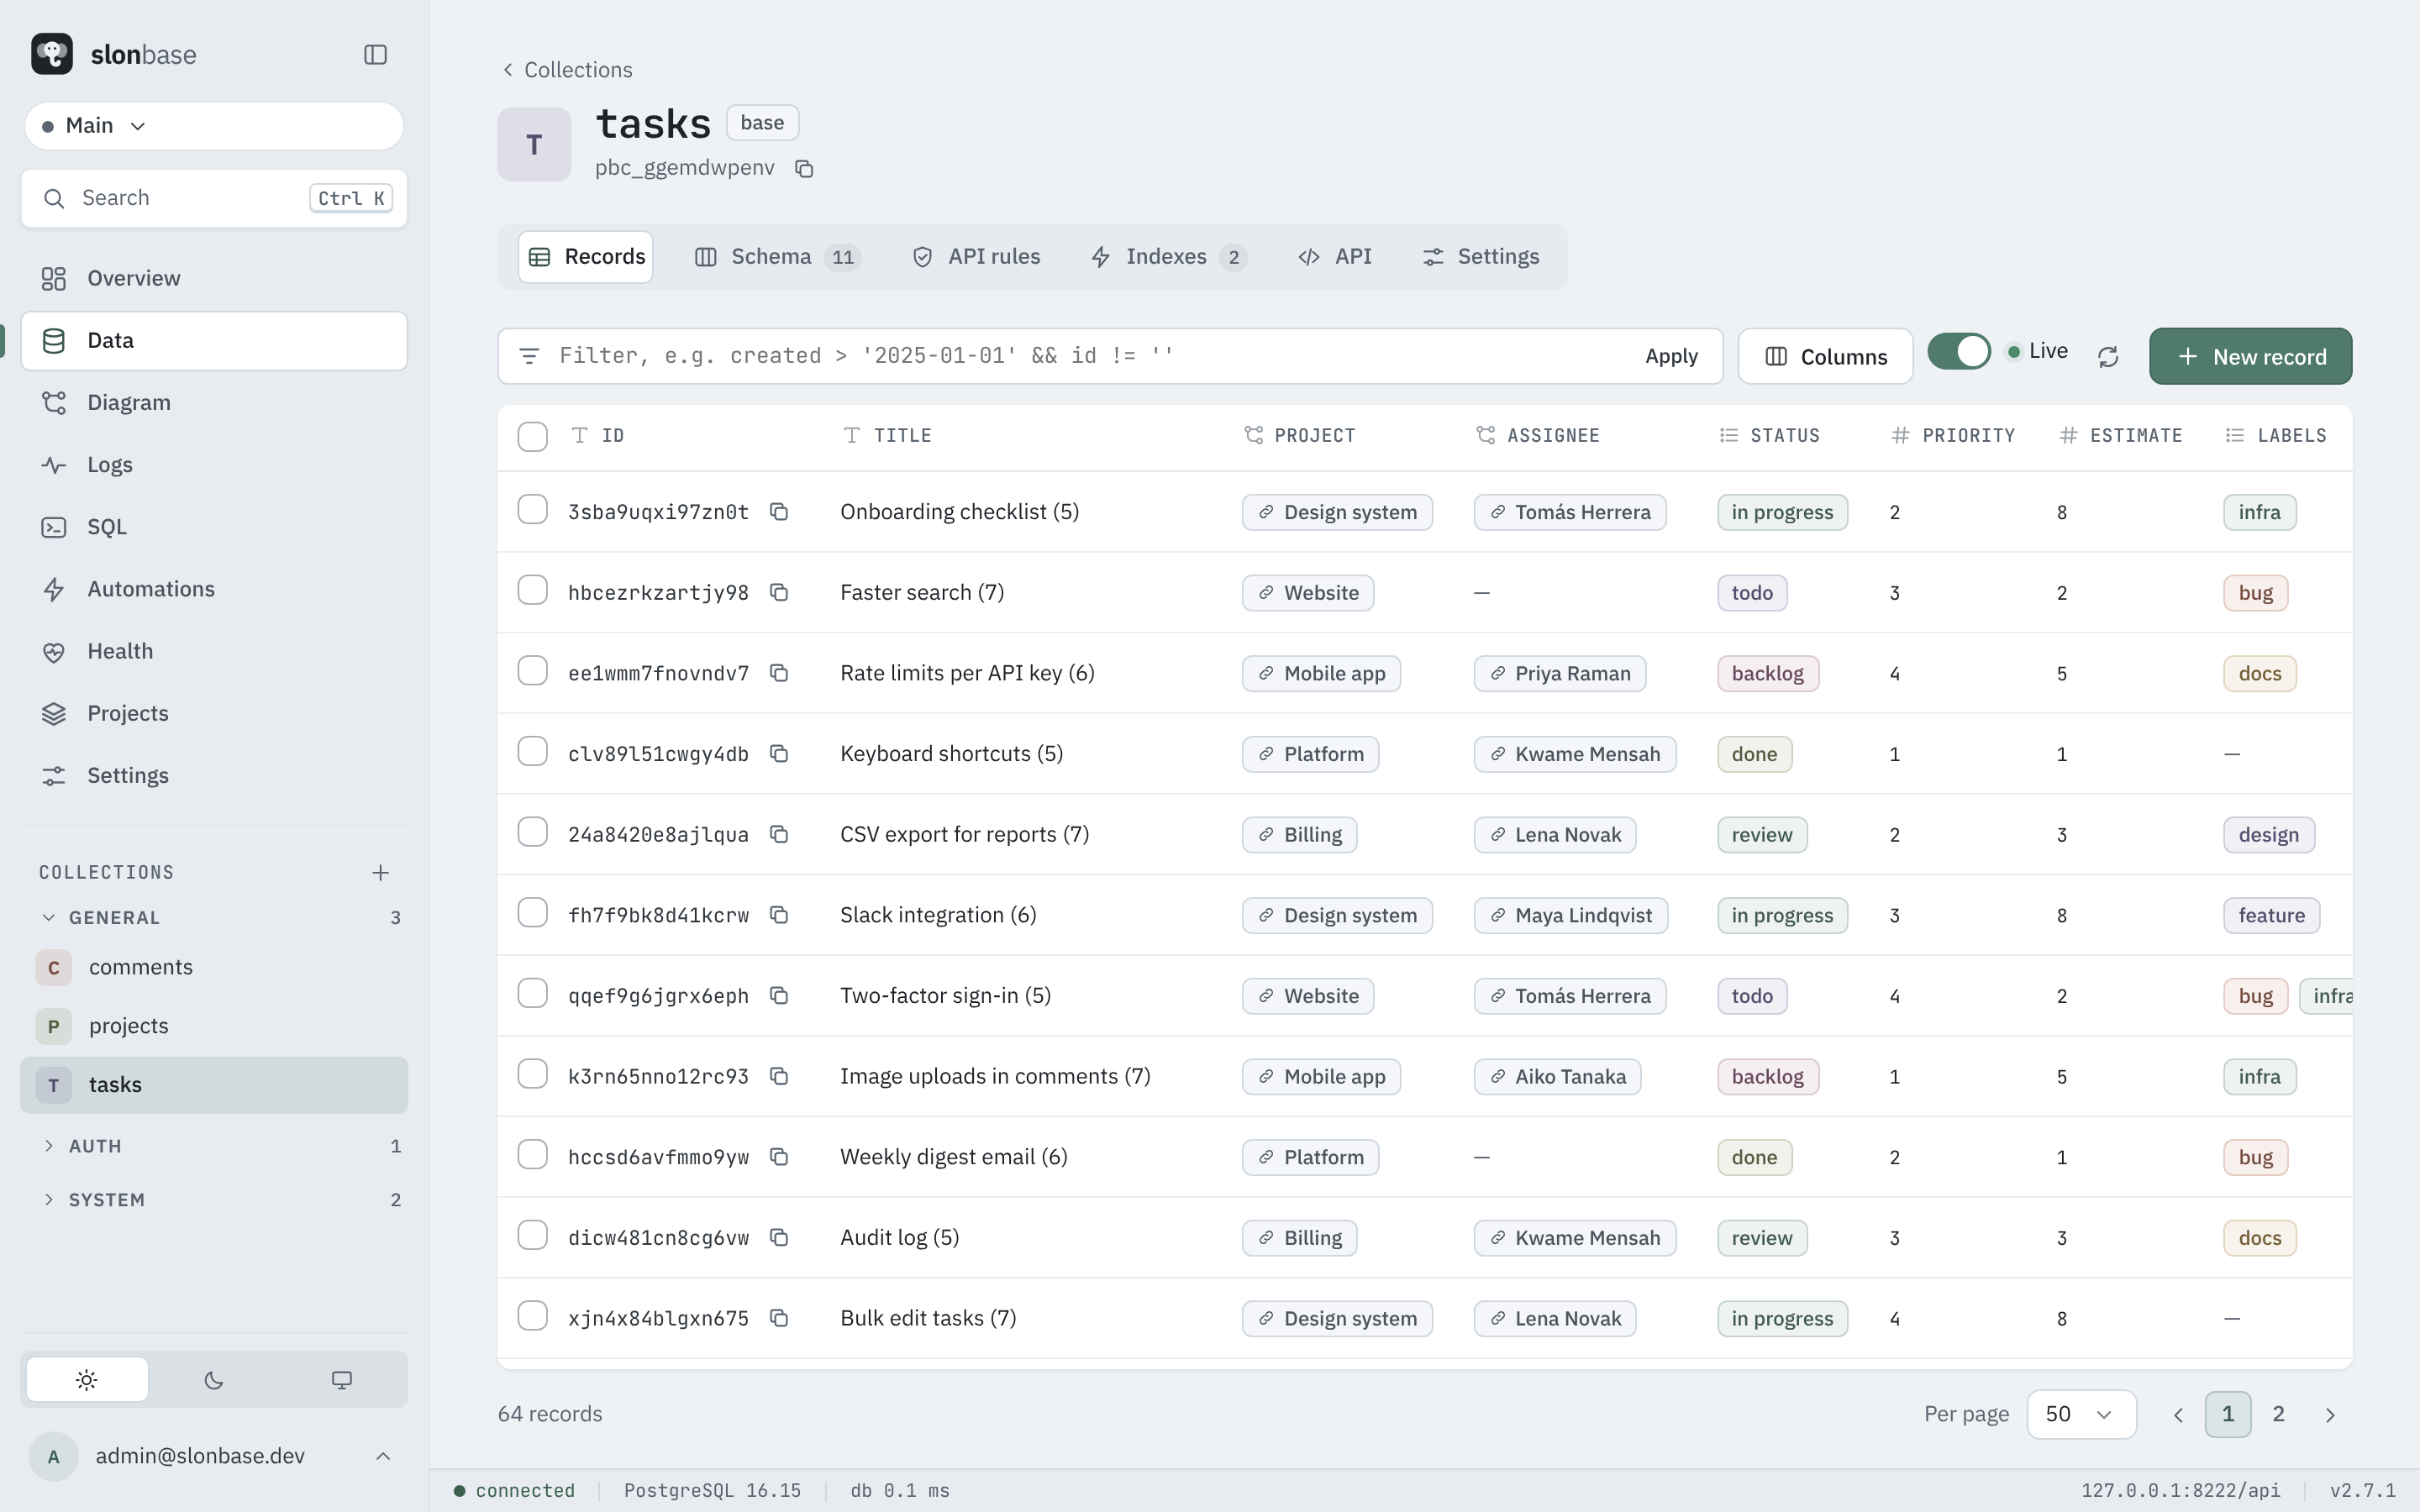 slonbase
Main
Search Ctrl K
Overview
Data
Diagram
Logs
SQL
Automations
Health
Projects
Settings
COLLECTIONS
GENERAL 3
C comments
P projects
T tasks
AUTH 1
SYSTEM 2
A admin@slonbase.dev
Collections
T
tasks base
pbc_ggemdwpenv
Records Schema 11 API rules Indexes 2 API Settings
Filter, e.g. created > '2025-01-01' && id != '' Apply Columns Live New record
ID TITLE PROJECT ASSIGNEE STATUS PRIORITY ESTIMATE LABELS
3sba9uqxi97zn0t Onboarding checklist (5) Design system Tomás Herrera in progress 2 8 infra
hbcezrkzartjy98 Faster search (7) Website — todo 3 2 bug
ee1wmm7fnovndv7 Rate limits per API key (6) Mobile app Priya Raman backlog 4 5 docs
clv89l51cwgy4db Keyboard shortcuts (5) Platform Kwame Mensah done 1 1 —
24a8420e8ajlqua CSV export for reports (7) Billing Lena Novak review 2 3 design
fh7f9bk8d41kcrw Slack integration (6) Design system Maya Lindqvist in progress 3 8 feature
qqef9g6jgrx6eph Two-factor sign-in (5) Website Tomás Herrera todo 4 2 bug infra
k3rn65nno12rc93 Image uploads in comments (7) Mobile app Aiko Tanaka backlog 1 5 infra
hccsd6avfmmo9yw Weekly digest email (6) Platform — done 2 1 bug
dicw481cn8cg6vw Audit log (5) Billing Kwame Mensah review 3 3 docs
xjn4x84blgxn675 Bulk edit tasks (7) Design system Lena Novak in progress 4 8 —
64 records Per page 50 1 2
connected PostgreSQL 16.15 db 0.1 ms 127.0.0.1:8222/api v2.7.1